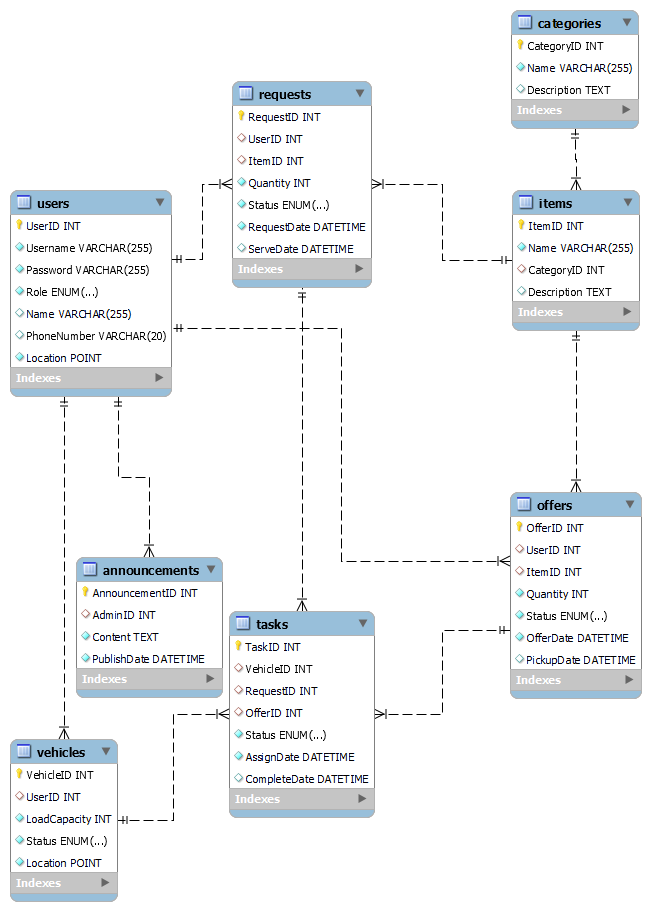 categories
CategoryID INT
Name VARCHAR(255)
Description TEXT
Indexes
requests
RequestID INT
UserID INT
ItemID INT
Quantity INT
Status ENUM(...)
RequestDate DATETIME
ServeDate DATETIME
Indexes
users
UserID INT
Username VARCHAR(255)
Password VARCHAR(255)
Role ENUM(...)
Name VARCHAR(255)
PhoneNumber VARCHAR(20)
Location POINT
Indexes
items
ItemID INT
Name VARCHAR(255)
CategoryID INT
Description TEXT
Indexes
offers
OfferID INT
UserID INT
ItemID INT
Quantity INT
Status ENUM(...)
OfferDate DATETIME
PickupDate DATETIME
Indexes
announcements
AnnouncementID INT
AdminID INT
Content TEXT
PublishDate DATETIME
Indexes
tasks
TaskID INT
VehicleID INT
RequestID INT
OfferID INT
Status ENUM(...)
AssignDate DATETIME
CompleteDate DATETIME
Indexes
vehicles
VehicleID INT
UserID INT
LoadCapacity INT
Status ENUM(...)
Location POINT
Indexes